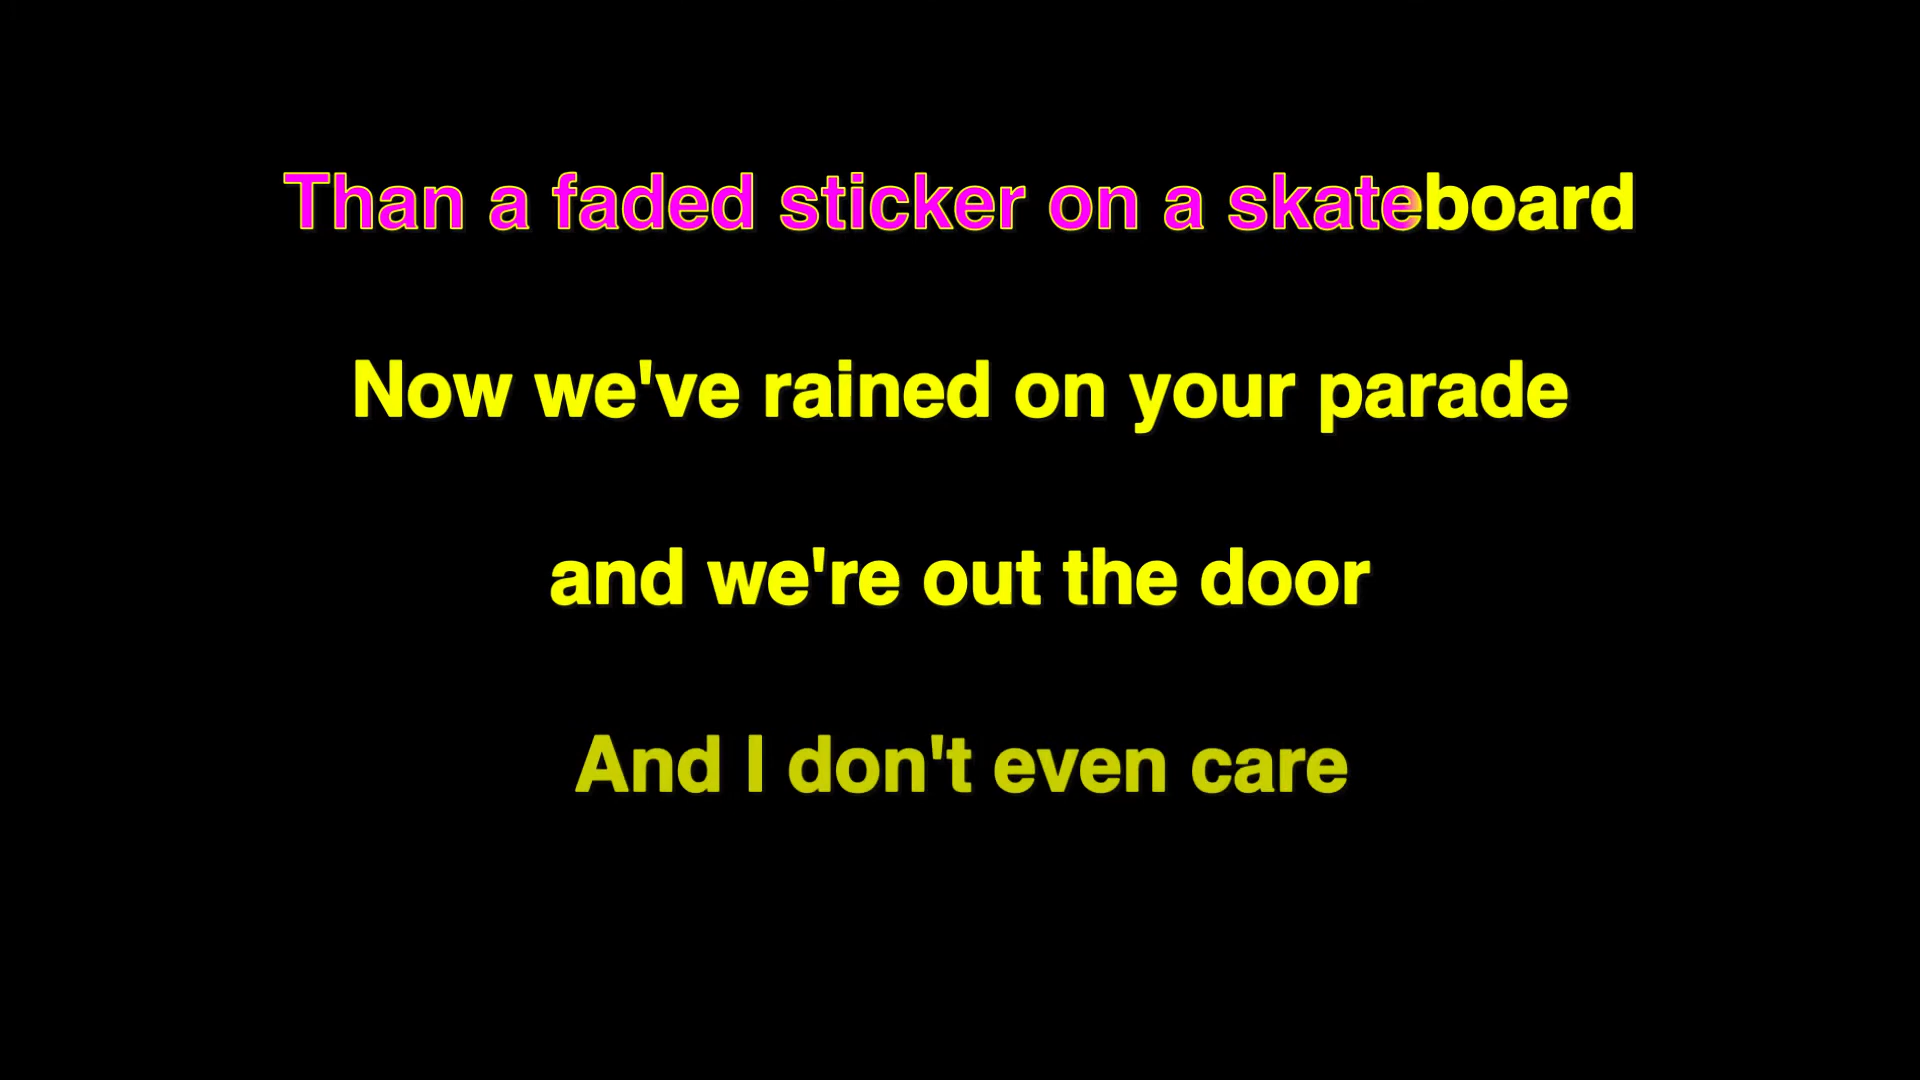 Than a faded sticker on a skateboard
Now we've rained on your parade
and we're out the door
And I don't even care